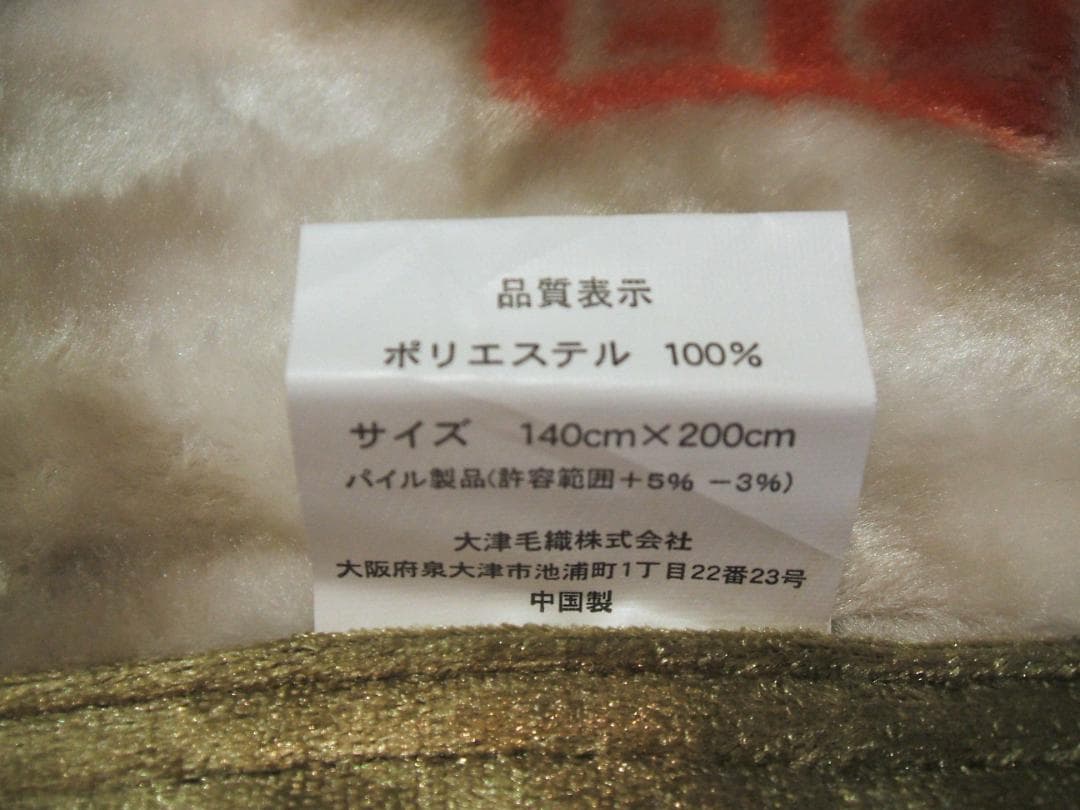 品質表示
ポリエステル 100%
サイズ 140cm×200cm
パイル製品(許容範囲+5% -3%)
大津毛織株式会社
大阪府泉大津市池浦町1丁目22番23号
中国製